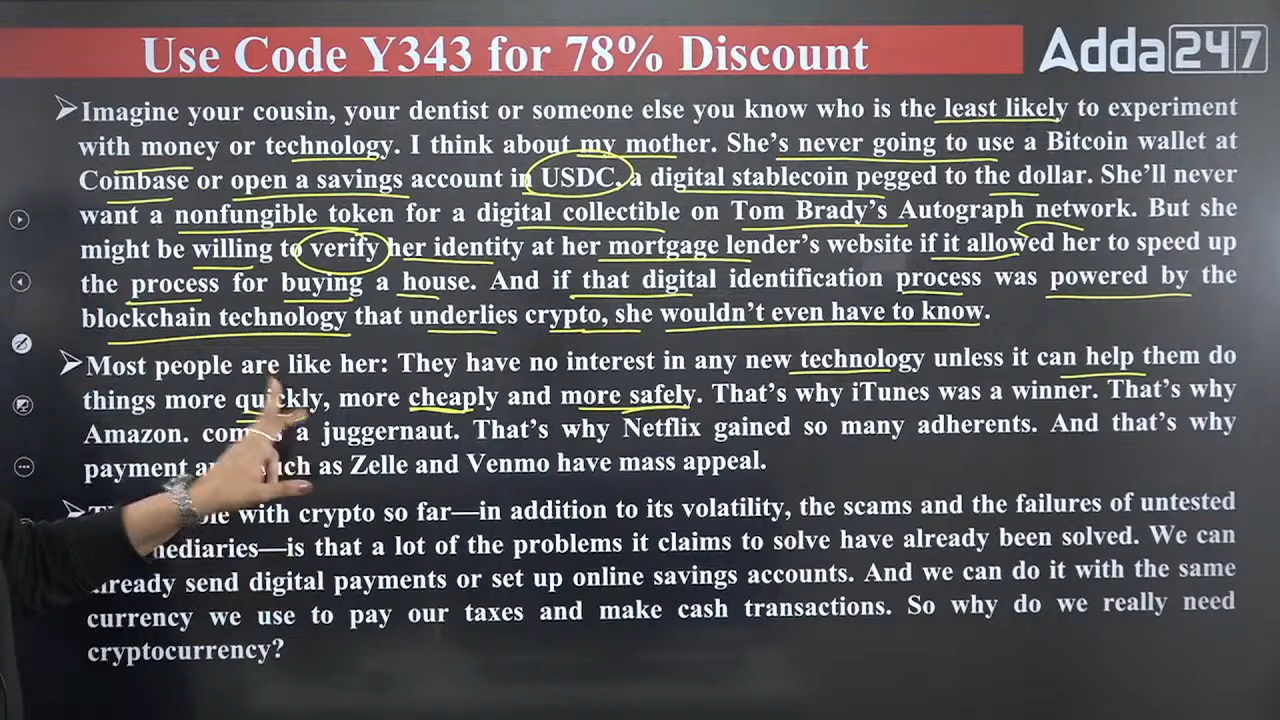 Use Code Y343 for 78% Discount
Adda247
Imagine your cousin, your dentist or someone else you know who is the least likely to experiment
with money or technology. I think about my mother. She's never going to use a Bitcoin wallet at
Coinbase or open a savings account in USDC, a digital stablecoin pegged to the dollar. She'll never
want a nonfungible token for a digital collectible on Tom Brady's Autograph network. But she
might be willing to verify her identity at her mortgage lender's website if it allowed her to speed up
the process for buying a house. And if that digital identification process was powered by the
blockchain technology that underlies crypto, she wouldn't even have to know.
Most people are like her: They have no interest in any new technology unless it can help them do
things more quickly, more cheaply and more safely. That's why iTunes was a winner. That's why
Amazon. a juggernaut. That's why Netflix gained so many adherents. And that's why
payment such as Zelle and Venmo have mass appeal.
with crypto so far—in addition to its volatility, the scams and the failures of untested
is that a lot of the problems it claims to solve have already been solved. We can
already send digital payments or set up online savings accounts. And we can do it with the same
currency we use to pay our taxes and make cash transactions. So why do we really need
cryptocurrency?